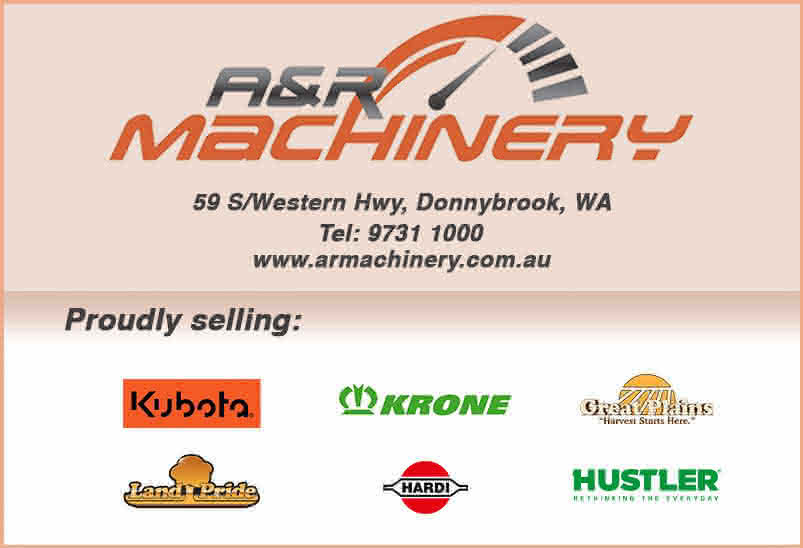 A&R
MACHINERY
59 S/Western Hwy, Donnybrook, WA
Tel: 9731 1000
www.armachinery.com.au
Proudly selling:
Kubota
KRONE
Great Plains
"Harvest Starts Here."
Land Pride
HARDI
HUSTLER
RETHINKING THE EVERYDAY